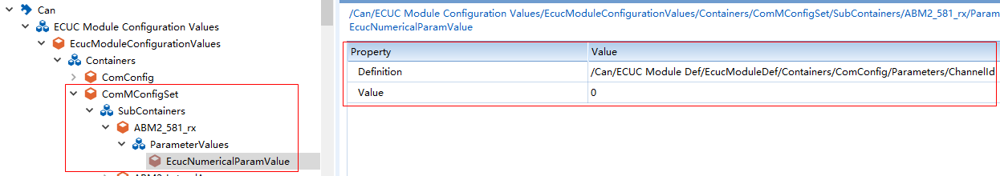 Can
ECUC Module Configuration Values
EcucModuleConfigurationValues
Containers
ComConfig
ComMConfigSet
SubContainers
ABM2_581_rx
ParameterValues
EcucNumericalParamValue
/Can/ECUC Module Configuration Values/EcucModuleConfigurationValues/Containers/ComMConfigSet/SubContainers/ABM2_581_rx/Param
EcucNumericalParamValue
Property Value
Definition /Can/ECUC Module Def/EcucModuleDef/Containers/ComConfig/Parameters/ChannelId
Value 0